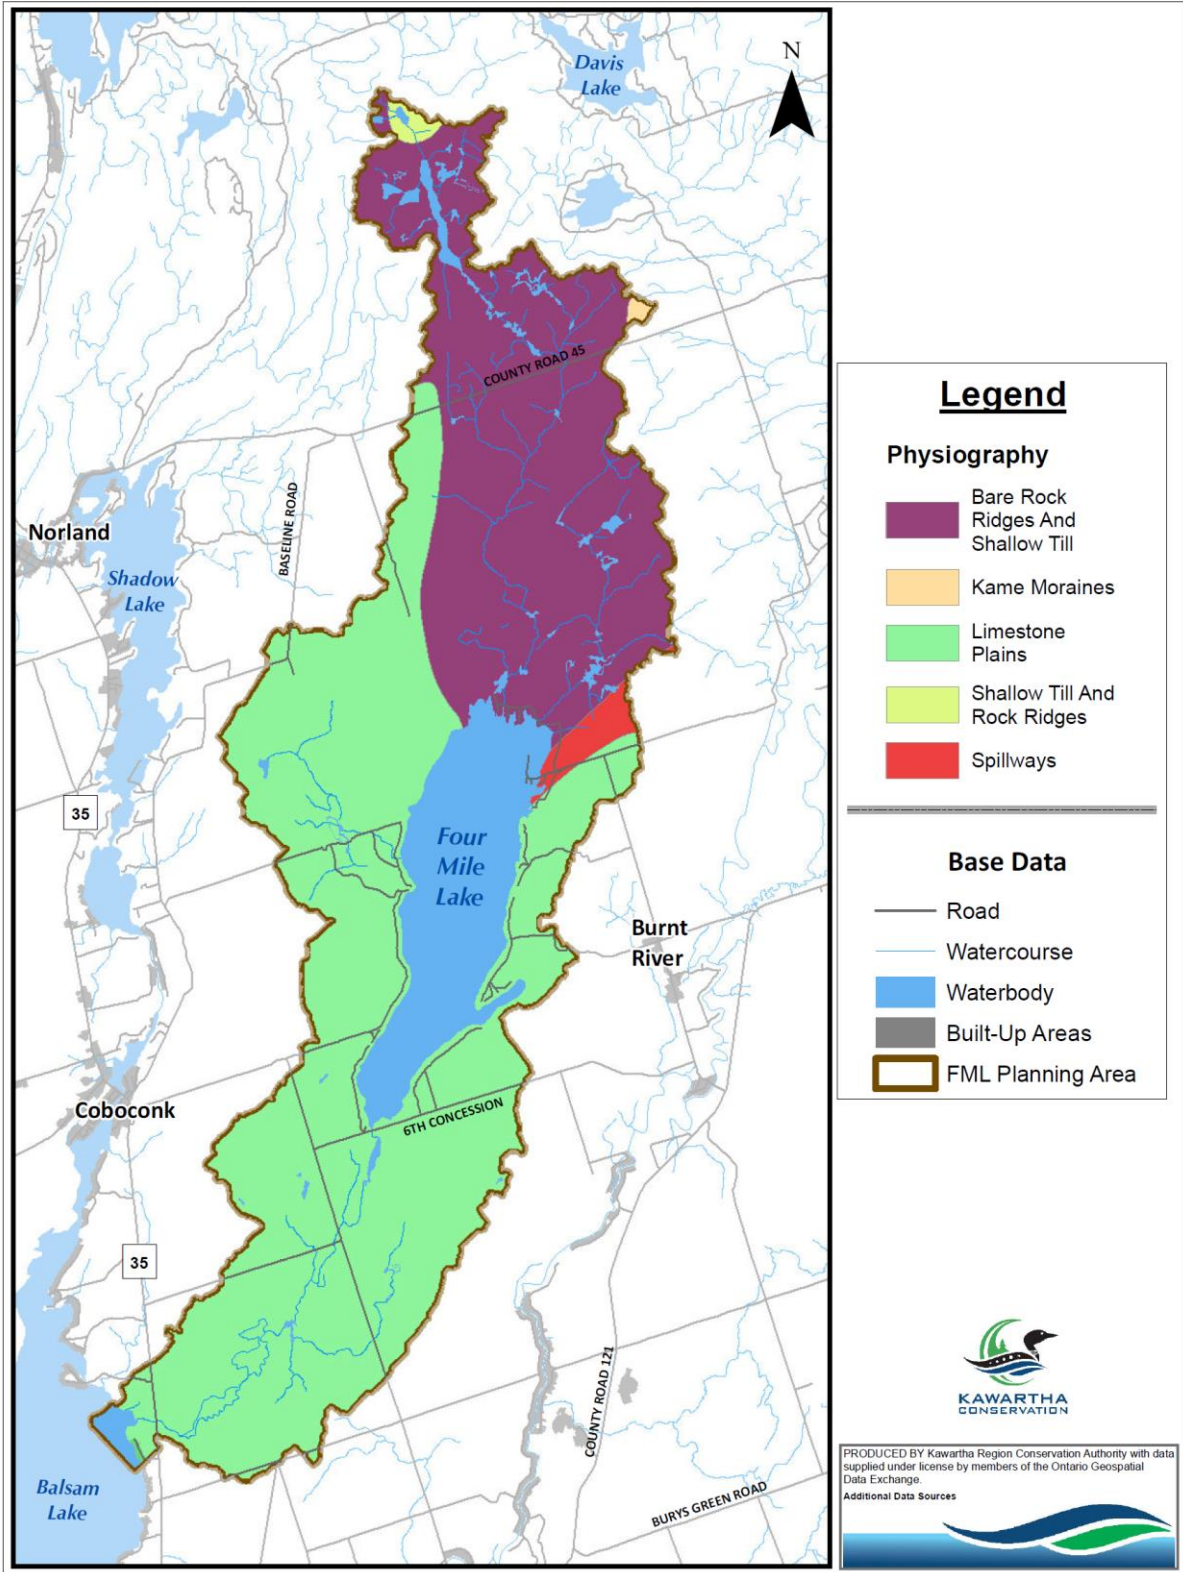 N
Davis
Lake
COUNTY ROAD 45
BASELINE ROAD
Norland
Shadow
Lake
35
Four
Mile
Lake
Burnt
River
Coboconk
6TH CONCESSION
35
COUNTY ROAD 121
Balsam
Lake
BURYS GREEN ROAD
Legend
Physiography
Bare Rock
Ridges And
Shallow Till
Kame Moraines
Limestone
Plains
Shallow Till And
Rock Ridges
Spillways
Base Data
Road
Watercourse
Waterbody
Built-Up Areas
FML Planning Area
KAWARTHA
CONSERVATION
PRODUCED BY Kawartha Region Conservation Authority with data
supplied under license by members of the Ontario Geospatial
Data Exchange.
Additional Data Sources